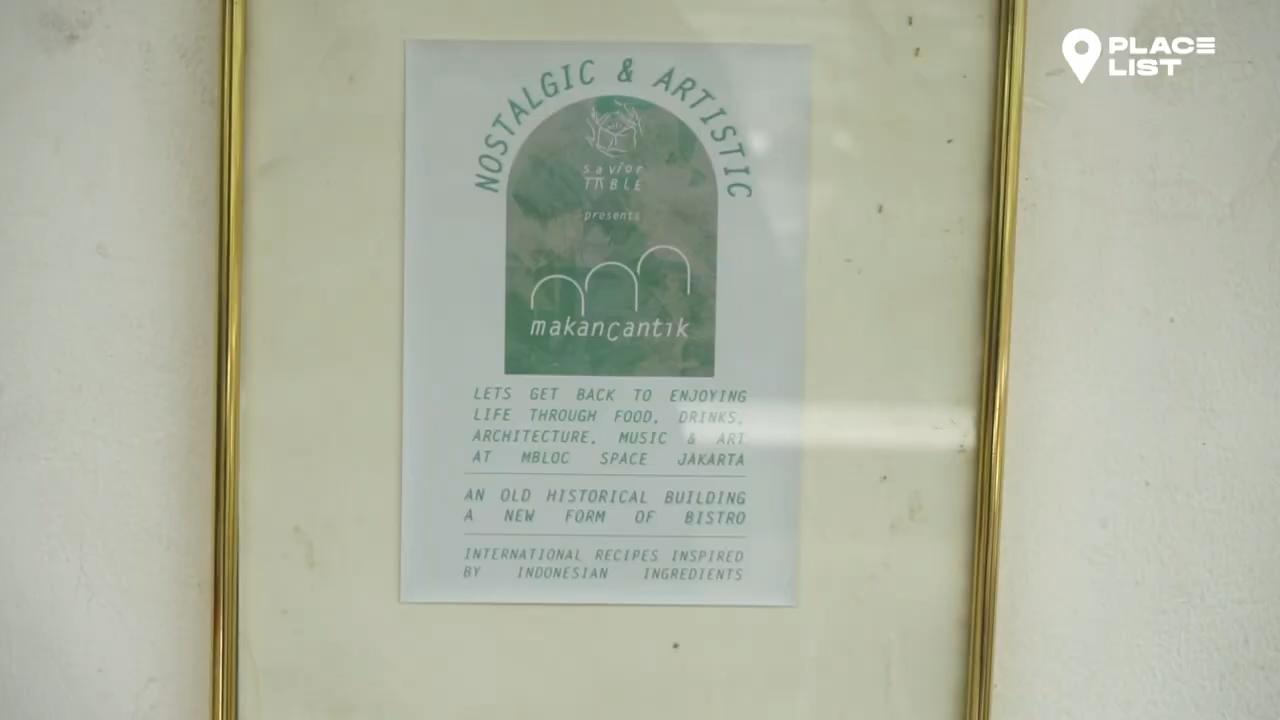 PLACE
LIST
NOSTALGIC & ARTISTIC
savior
TABLE
presents
makancantik
LETS GET BACK TO ENJOYING
LIFE THROUGH FOOD, DRINKS,
ARCHITECTURE, MUSIC & ART
AT MBLOC SPACE JAKARTA
AN OLD HISTORICAL BUILDING
A NEW FORM OF BISTRO
INTERNATIONAL RECIPES INSPIRED
BY INDONESIAN INGREDIENTS